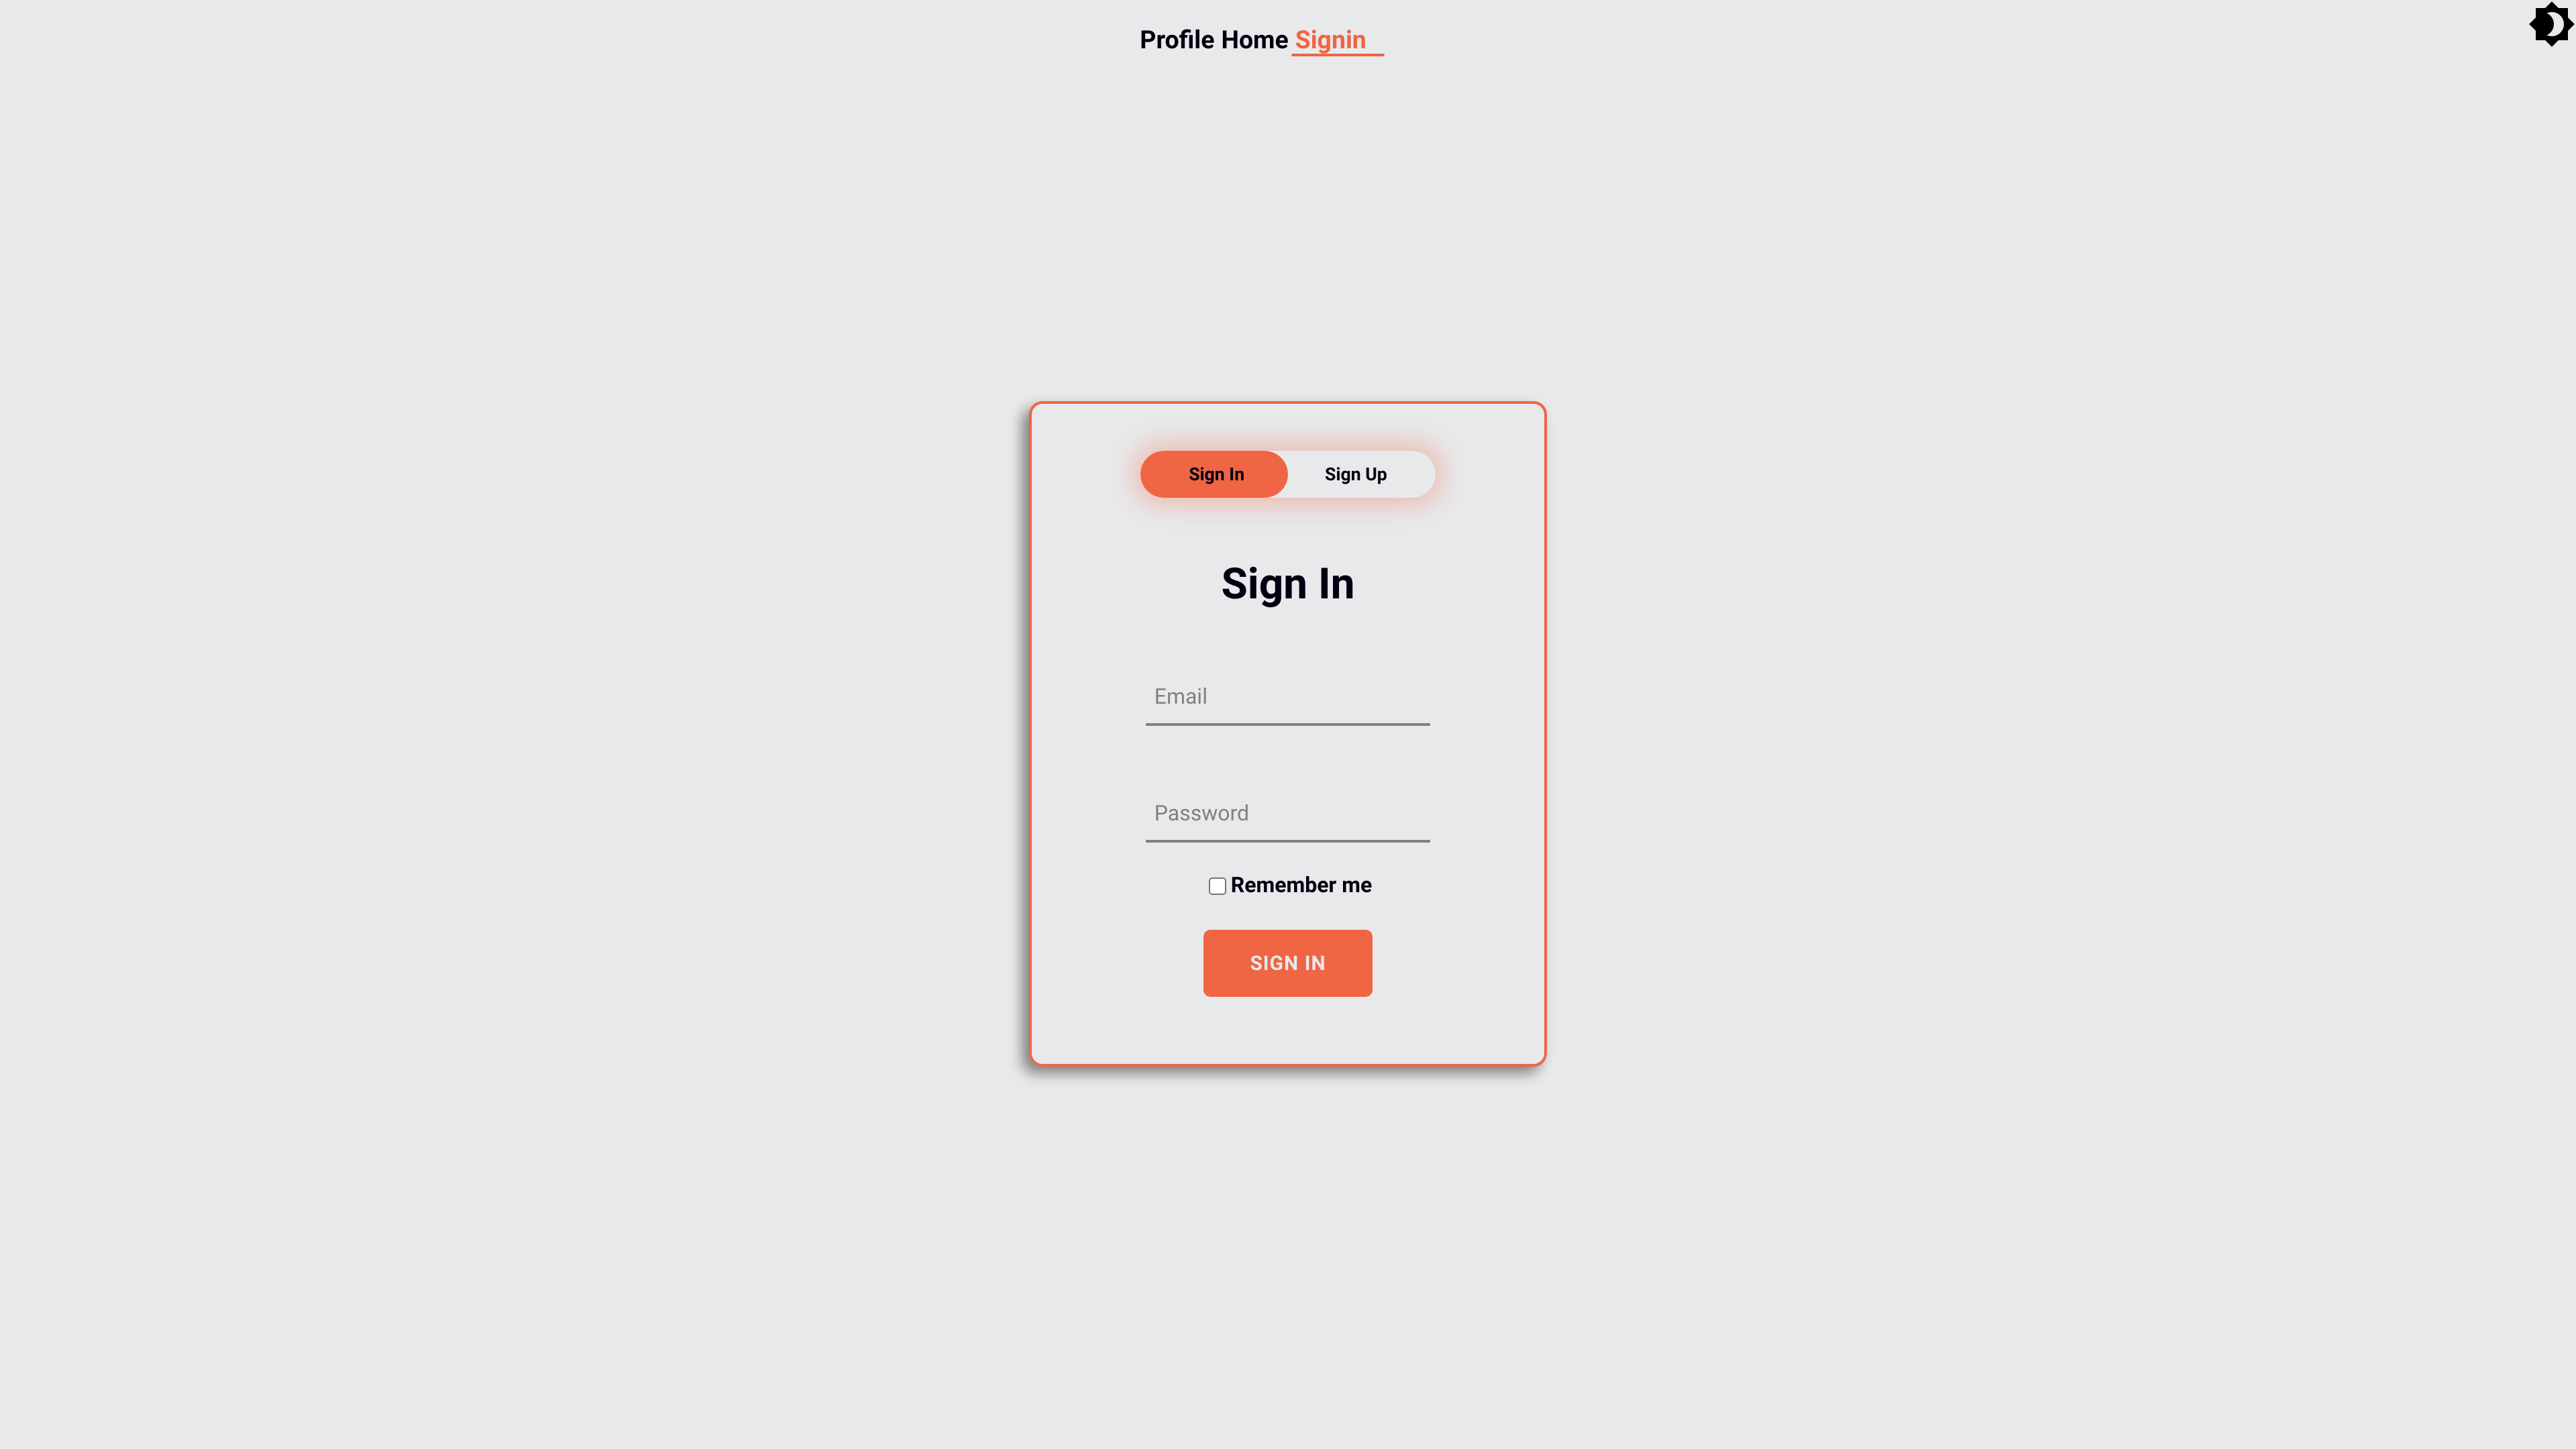 Profile Home Signin
Sign In Sign Up
Sign In
Email
Password
Remember me
SIGN IN